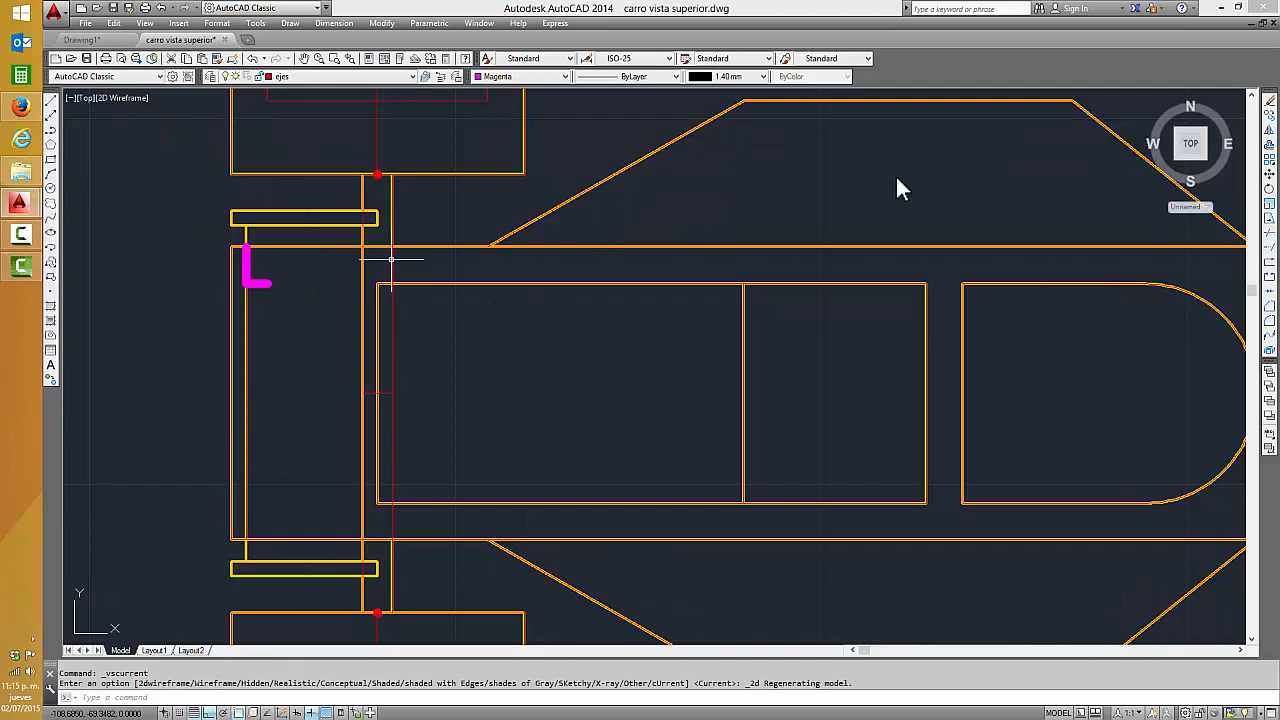 AutoCAD Classic
Autodesk AutoCAD 2014 carro vista superior.dwg
Type a keyword or phrase
Sign In
File Edit View Insert Format Tools Draw Dimension Modify Parametric Window Help Express
Drawing1*
carro vista superior*
Standard
ISO-25
Standard
Standard
AutoCAD Classic
ejes
Magenta
ByLayer
1.40 mm
ByColor
[−][Top][2D Wireframe]
N
W TOP E
S
Unnamed
A
Y
X
Model Layout1 Layout2
Command: _vscurrent
Enter an option [2dwireframe/Wireframe/Hidden/Realistic/Conceptual/Shaded/shaded with Edges/shades of Gray/SKetchy/X-ray/Other/cUrrent] <Current>: _2d Regenerating model.
Type a command
MODEL
1:1
11:15 p. m.
jueves
02/07/2015